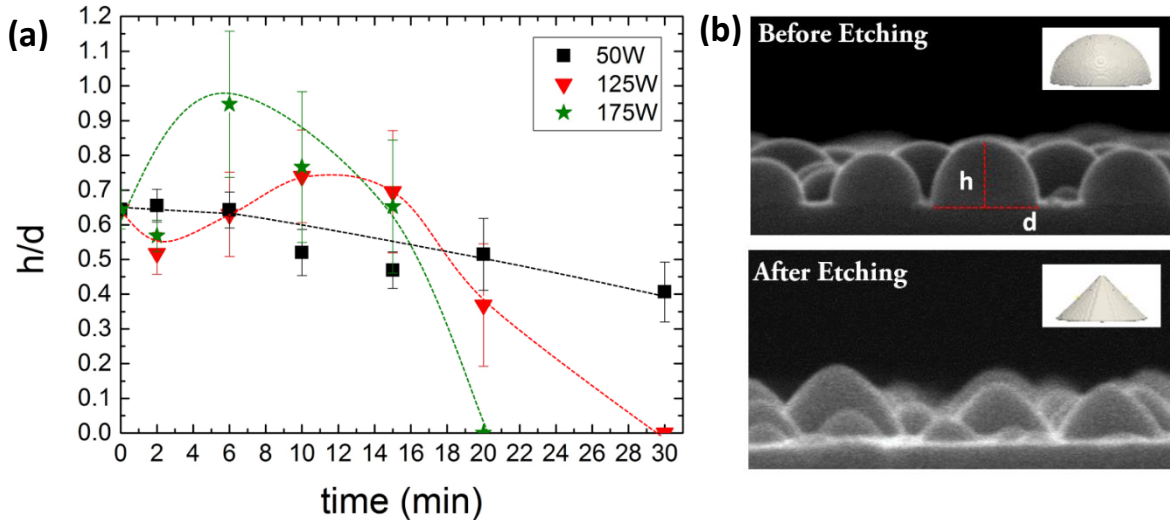 (a)
1.2
1.1
1.0
0.9
0.8
0.7
0.6
0.5
0.4
0.3
0.2
0.1
0.0
h/d
0 2 4 6 8 10 12 14 16 18 20 22 24 26 28 30
time (min)
50W
125W
175W
(b)
Before Etching
h
d
After Etching